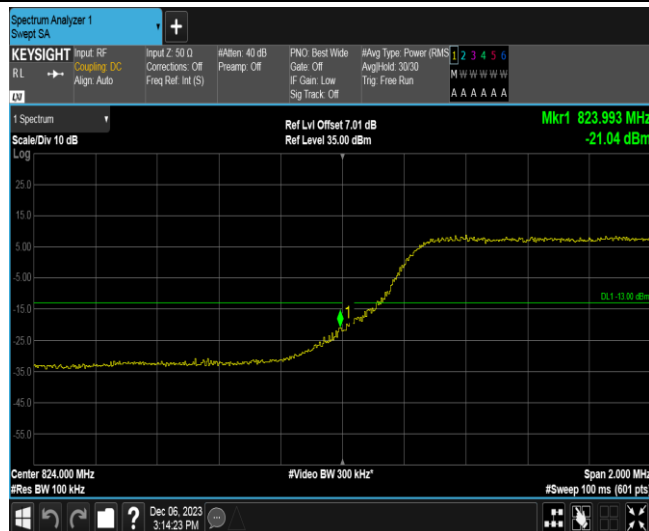 Spectrum Analyzer 1
Swept SA
+
KEYSIGHT
RL
LXI
Input: RF
Coupling: DC
Align: Auto
Input Z: 50 Ω
Corrections: Off
Freq Ref: Int (S)
#Atten: 40 dB
Preamp: Off
PNO: Best Wide
Gate: Off
IF Gain: Low
Sig Track: Off
#Avg Type: Power (RMS
Avg|Hold: 30/30
Trig: Free Run
1 2 3 4 5 6
M W W W W W
A A A A A A
1 Spectrum
Scale/Div 10 dB
Log
Ref Lvl Offset 7.01 dB
Ref Level 35.00 dBm
Mkr1 823.993 MHz
-21.04 dBm
25.0
15.0
5.00
-5.00
DL1 -13.00 dBm
1
-15.0
-25.0
-35.0
-45.0
-55.0
Center 824.000 MHz
#Res BW 100 kHz
#Video BW 300 kHz*
Span 2.000 MHz
#Sweep 100 ms (601 pts)
?
Dec 06, 2023
3:14:23 PM